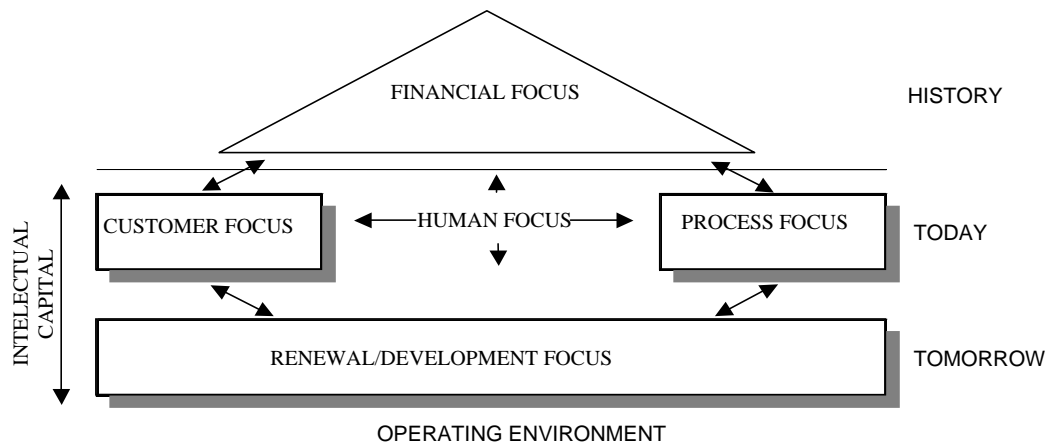 FINANCIAL FOCUS
HISTORY
CUSTOMER FOCUS
HUMAN FOCUS
PROCESS FOCUS
TODAY
INTELECTUAL
CAPITAL
RENEWAL/DEVELOPMENT FOCUS
TOMORROW
OPERATING ENVIRONMENT